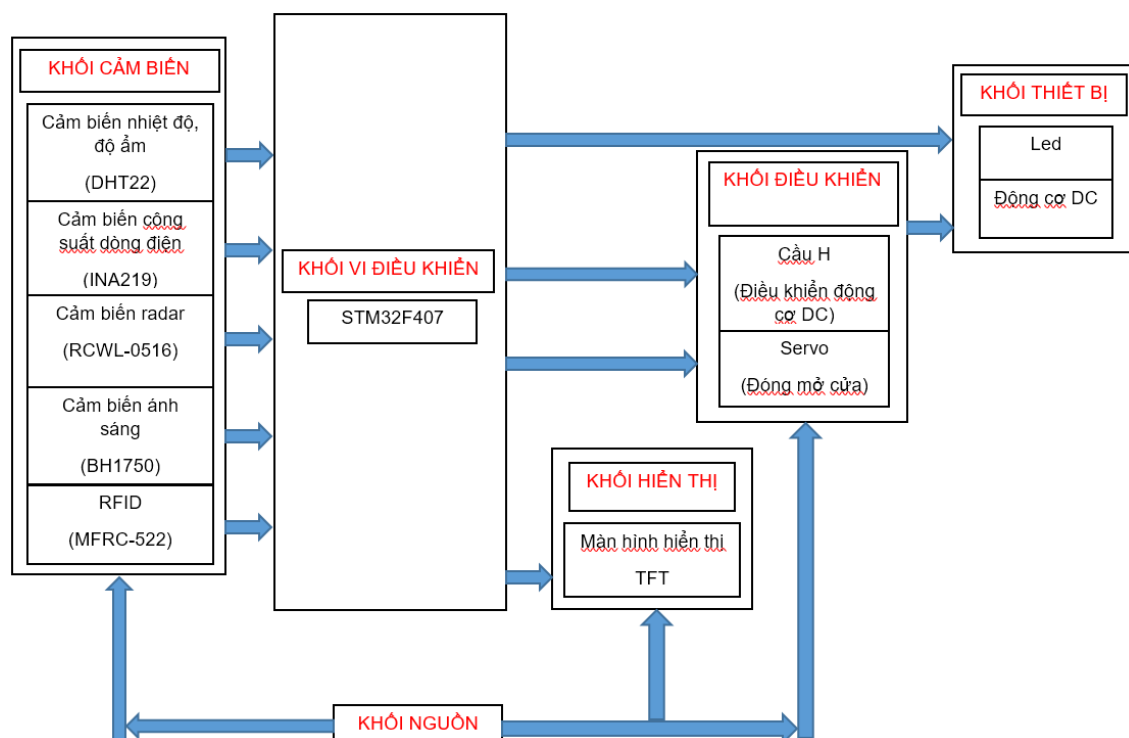 KHỐI CẢM BIẾN
Cảm biến nhiệt độ,
độ ẩm
(DHT22)
Cảm biến công
suất dòng điện
(INA219)
Cảm biến radar
(RCWL-0516)
Cảm biến ánh
sáng
(BH1750)
RFID
(MFRC-522)
KHỐI VI ĐIỀU KHIỂN
STM32F407
KHỐI ĐIỀU KHIỂN
Cầu H
(Điều khiển động
cơ DC)
Servo
(Đóng mở cửa)
KHỐI THIẾT BỊ
Led
Động cơ DC
KHỐI HIỂN THỊ
Màn hình hiển thị
TFT
KHỐI NGUỒN